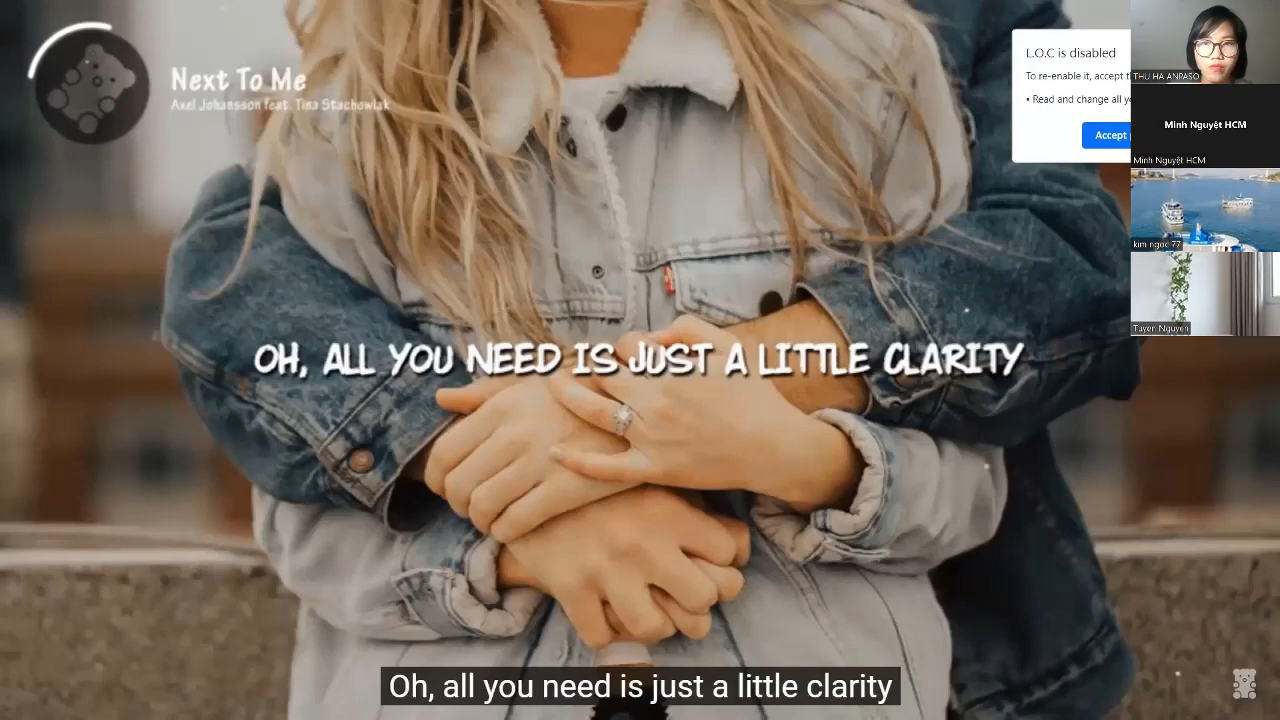 Next To Me
Axel Johansson feat. Tina Stachowiak
L.O.C is disabled
To re-enable it, accept
• Read and change all
Accept
THU HA ANPASO
Minh Nguyệt HCM
Minh Nguyệt HCM
kim ngoc 77
Tuyen Nguyen
OH, ALL YOU NEED IS JUST A LITTLE CLARITY
Oh, all you need is just a little clarity